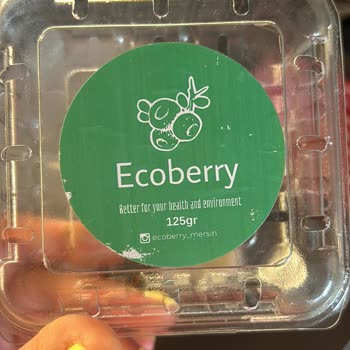 Ecoberry
Better for your health and environment
125gr
ecoberry_mersin